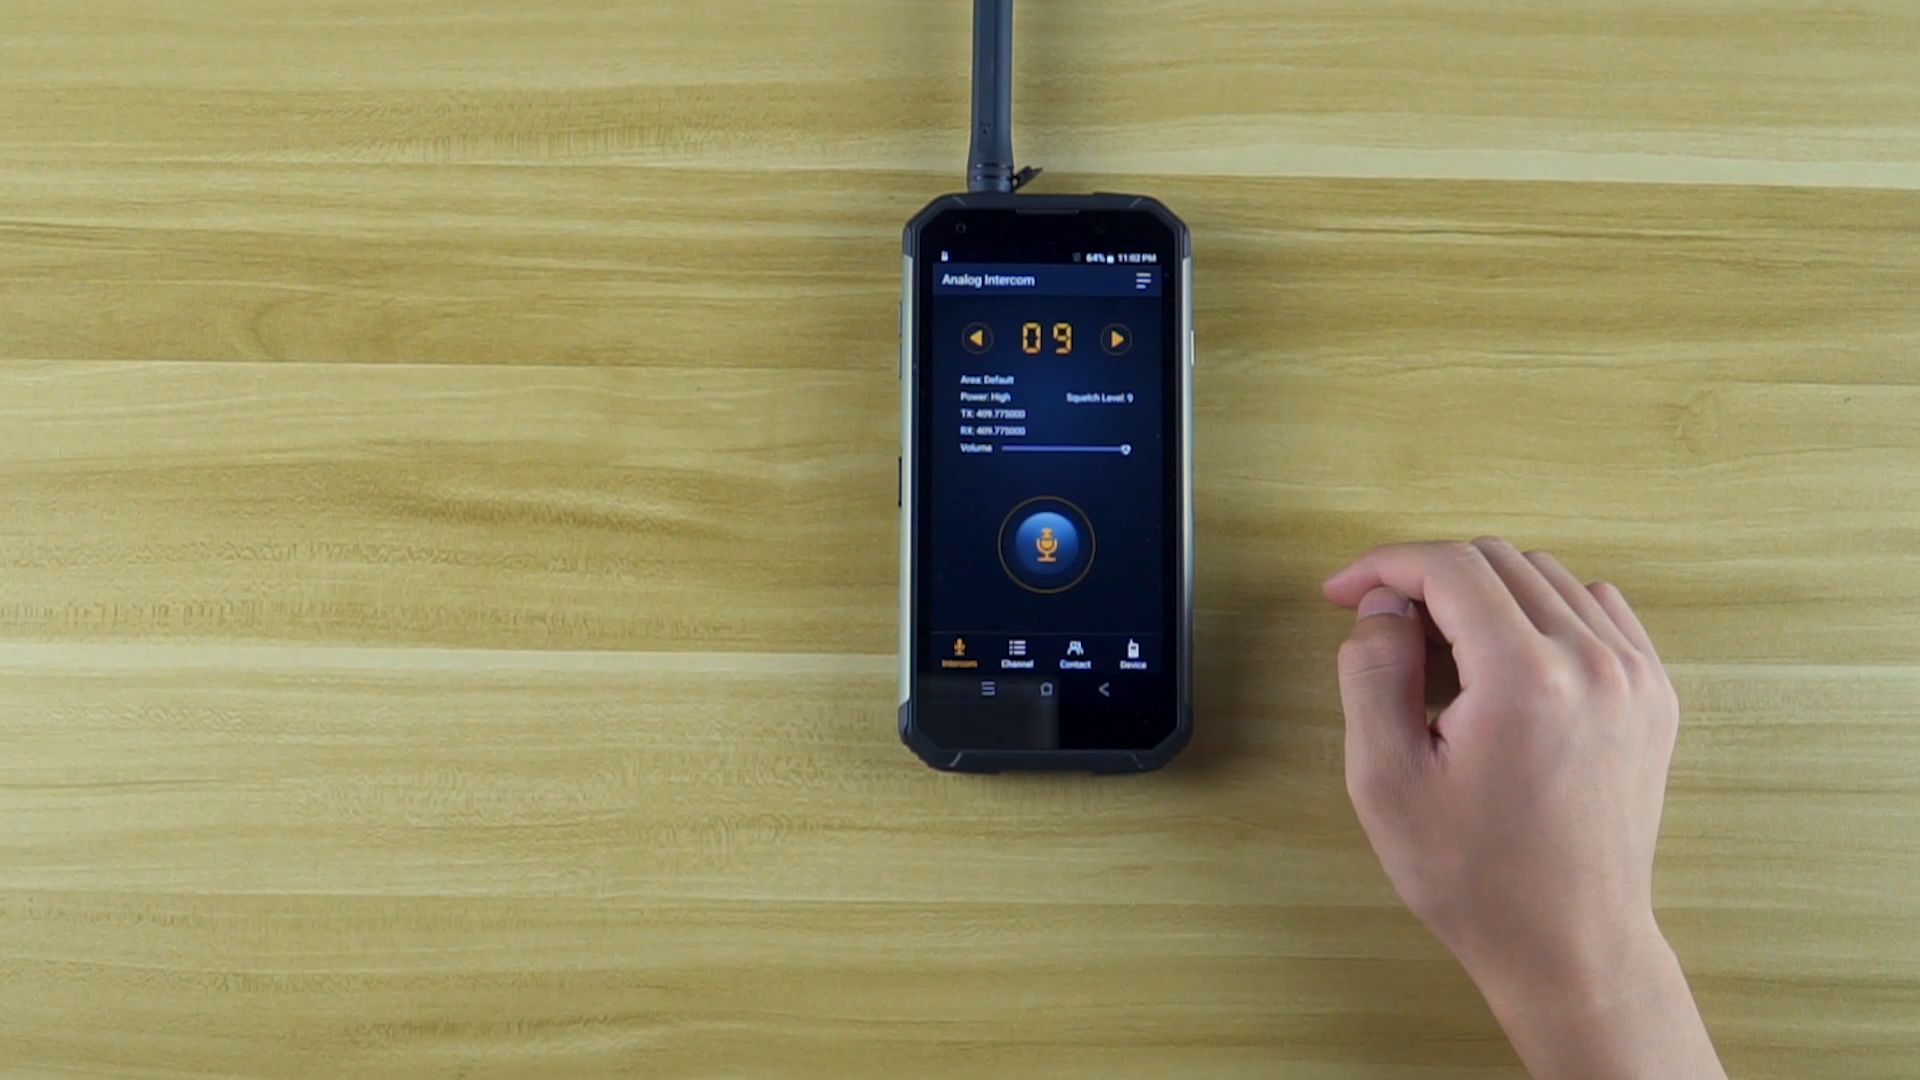 64% 11:02 PM
Analog Intercom
09
Area: Default
Power: High Squelch Level: 9
TX: 409.775000
RX: 409.775000
Volume
Intercom Channel Contact Device